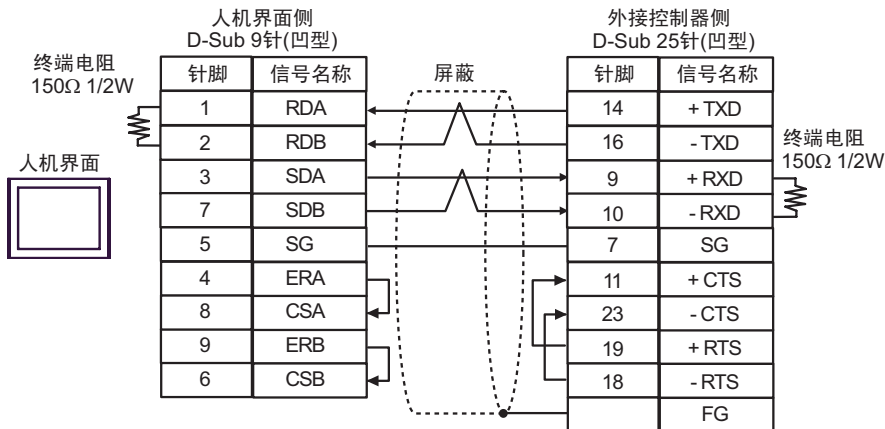 人机界面侧
D-Sub 9针(凹型)
外接控制器侧
D-Sub 25针(凹型)
终端电阻
150Ω 1/2W
针脚 信号名称
屏蔽
针脚 信号名称
1 RDA
14 +TXD
2 RDB
16 -TXD
终端电阻
150Ω 1/2W
人机界面
3 SDA
9 +RXD
7 SDB
10 -RXD
5 SG
7 SG
4 ERA
11 +CTS
8 CSA
23 -CTS
9 ERB
19 +RTS
6 CSB
18 -RTS
FG